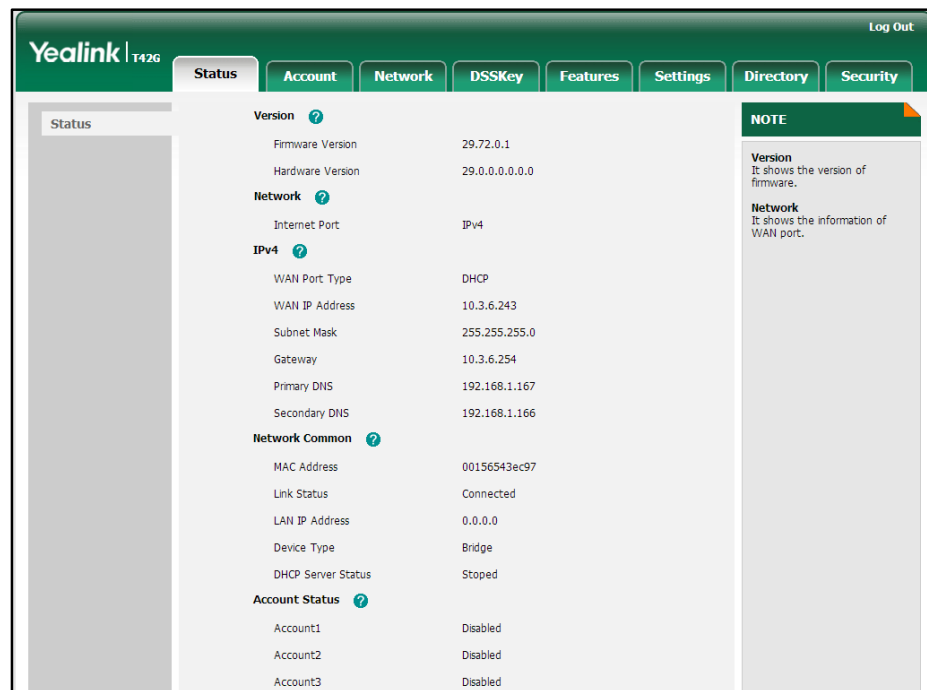 Log Out
Yealink | T42G
Status Account Network DSSKey Features Settings Directory Security
Status
Version ?
Firmware Version 29.72.0.1
Hardware Version 29.0.0.0.0.0.0
Network ?
Internet Port IPv4
IPv4 ?
WAN Port Type DHCP
WAN IP Address 10.3.6.243
Subnet Mask 255.255.255.0
Gateway 10.3.6.254
Primary DNS 192.168.1.167
Secondary DNS 192.168.1.166
Network Common ?
MAC Address 00156543ec97
Link Status Connected
LAN IP Address 0.0.0.0
Device Type Bridge
DHCP Server Status Stoped
Account Status ?
Account1 Disabled
Account2 Disabled
Account3 Disabled
NOTE
Version
It shows the version of
firmware.
Network
It shows the information of
WAN port.